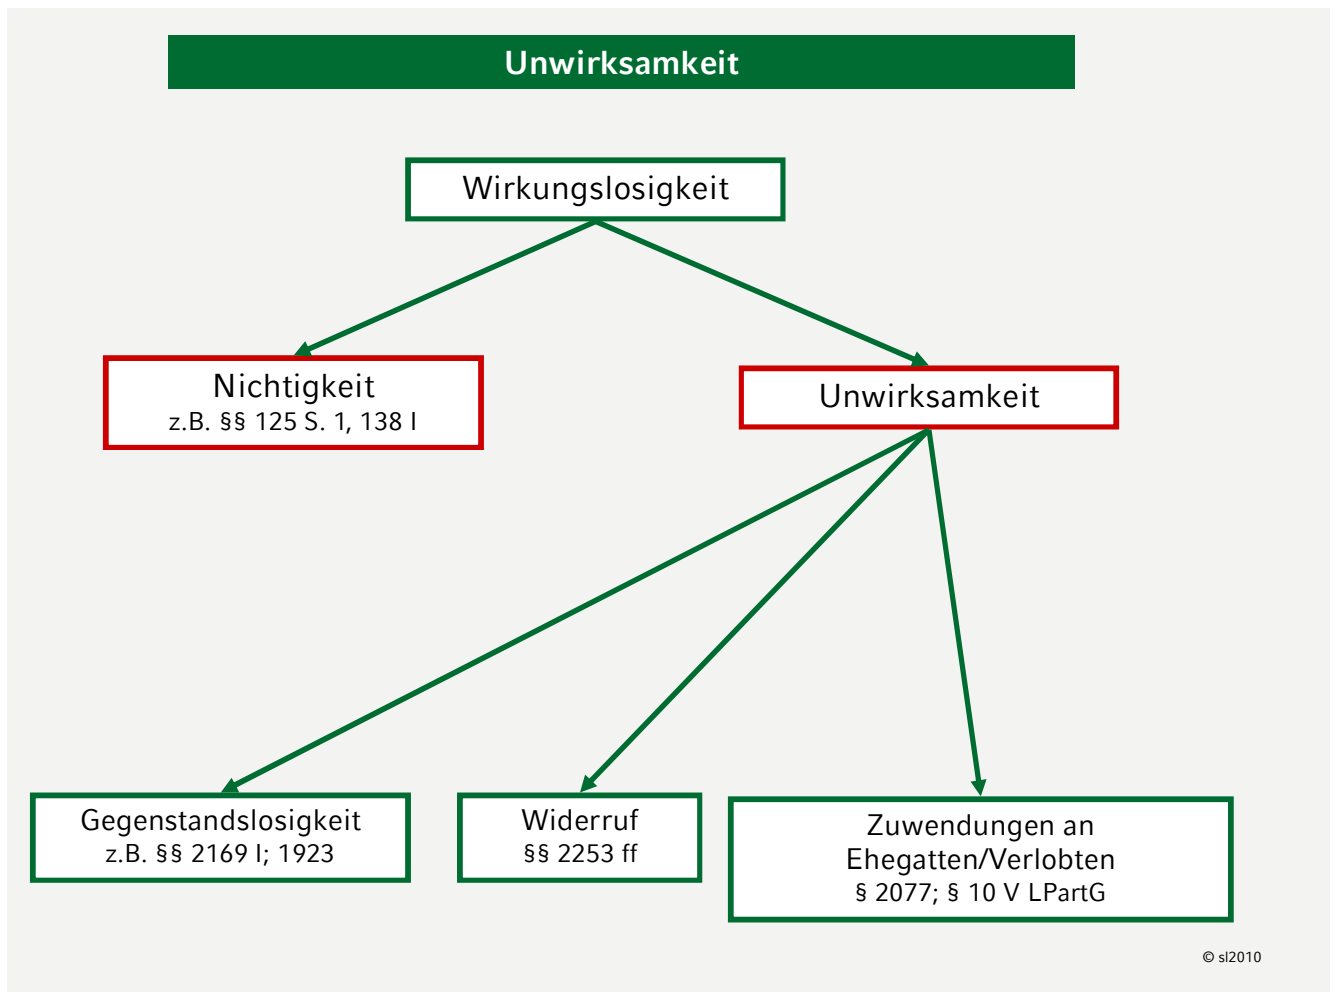 Unwirksamkeit
Wirkungslosigkeit
Nichtigkeit
z.B. §§ 125 S. 1, 138 I
Unwirksamkeit
Gegenstandslosigkeit
z.B. §§ 2169 I; 1923
Widerruf
§§ 2253 ff
Zuwendungen an
Ehegatten/Verlobten
§ 2077; § 10 V LPartG
© sl2010